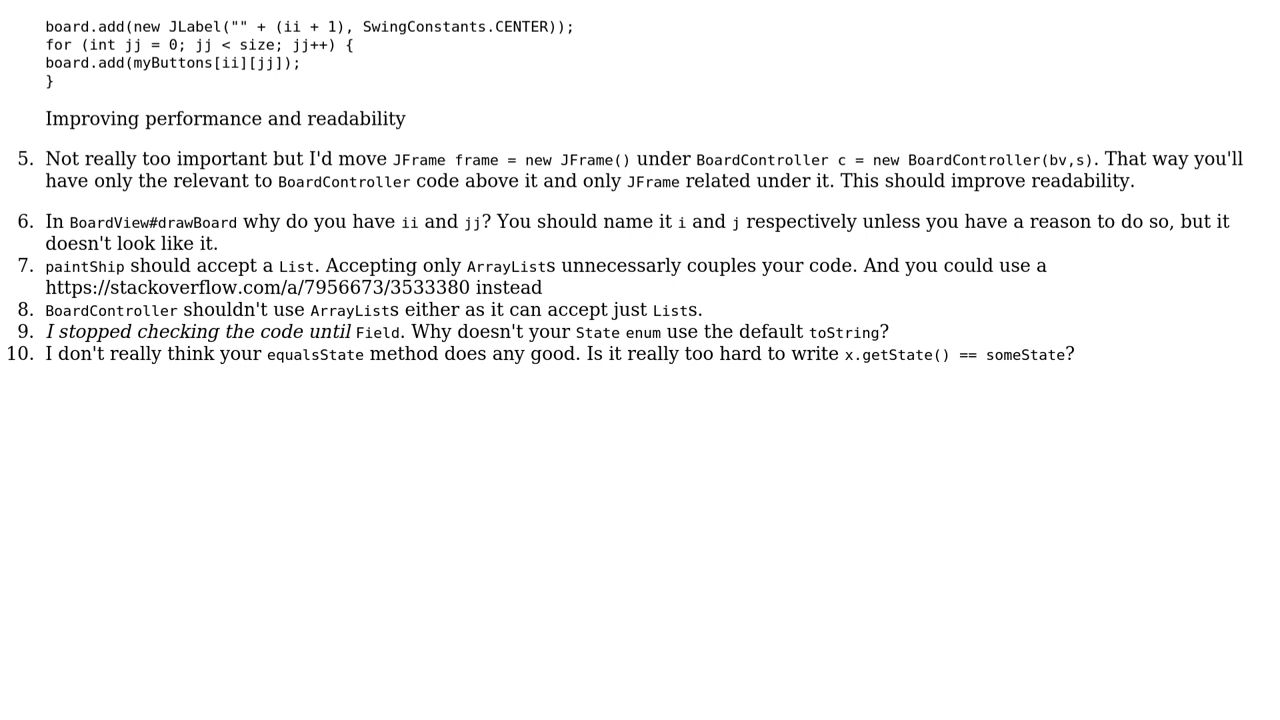 board.add(new JLabel("" + (ii + 1), SwingConstants.CENTER));
for (int jj = 0; jj < size; jj++) {
board.add(myButtons[ii][jj]);
}
Improving performance and readability
5. Not really too important but I'd move JFrame frame = new JFrame() under BoardController c = new BoardController(bv,s). That way you'll
have only the relevant to BoardController code above it and only JFrame related under it. This should improve readability.
6. In BoardView#drawBoard why do you have ii and jj? You should name it i and j respectively unless you have a reason to do so, but it
doesn't look like it.
7. paintShip should accept a List. Accepting only ArrayLists unnecessarly couples your code. And you could use a
https://stackoverflow.com/a/7956673/3533380 instead
8. BoardController shouldn't use ArrayLists either as it can accept just Lists.
9. I stopped checking the code until Field. Why doesn't your State enum use the default toString?
10. I don't really think your equalsState method does any good. Is it really too hard to write x.getState() == someState?